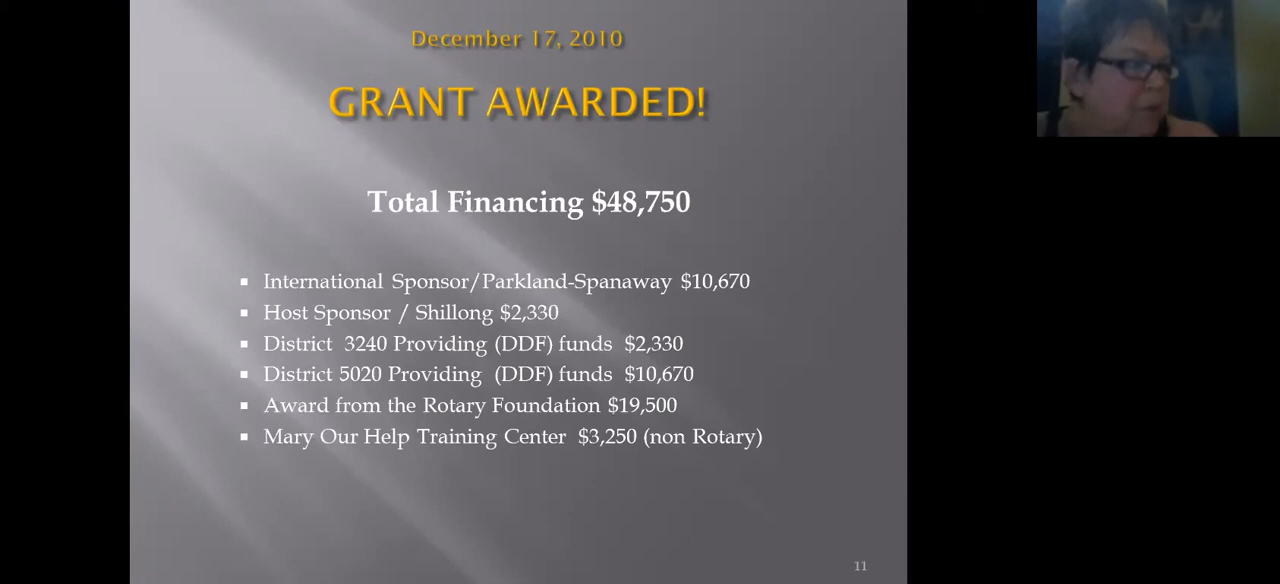 December 17, 2010
GRANT AWARDED!
Total Financing $48,750
▪ International Sponsor/Parkland-Spanaway $10,670
▪ Host Sponsor / Shillong $2,330
▪ District 3240 Providing (DDF) funds $2,330
▪ District 5020 Providing (DDF) funds $10,670
▪ Award from the Rotary Foundation $19,500
▪ Mary Our Help Training Center $3,250 (non Rotary)
11